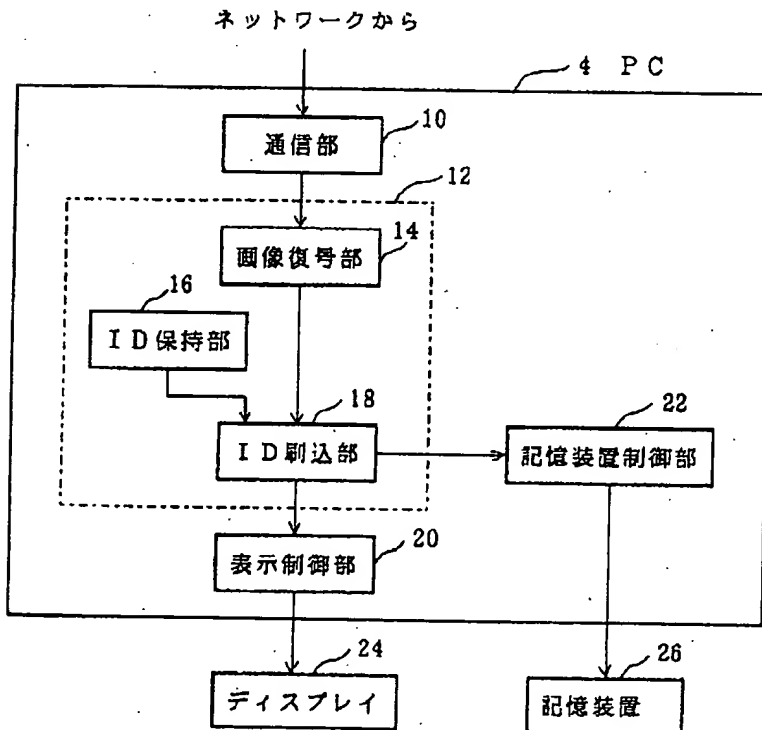 ネットワークから
4 PC
10
通信部
12
14
画像復号部
16
ID保持部
18
ID刷込部
22
記憶装置制御部
20
表示制御部
24
ディスプレイ
26
記憶装置